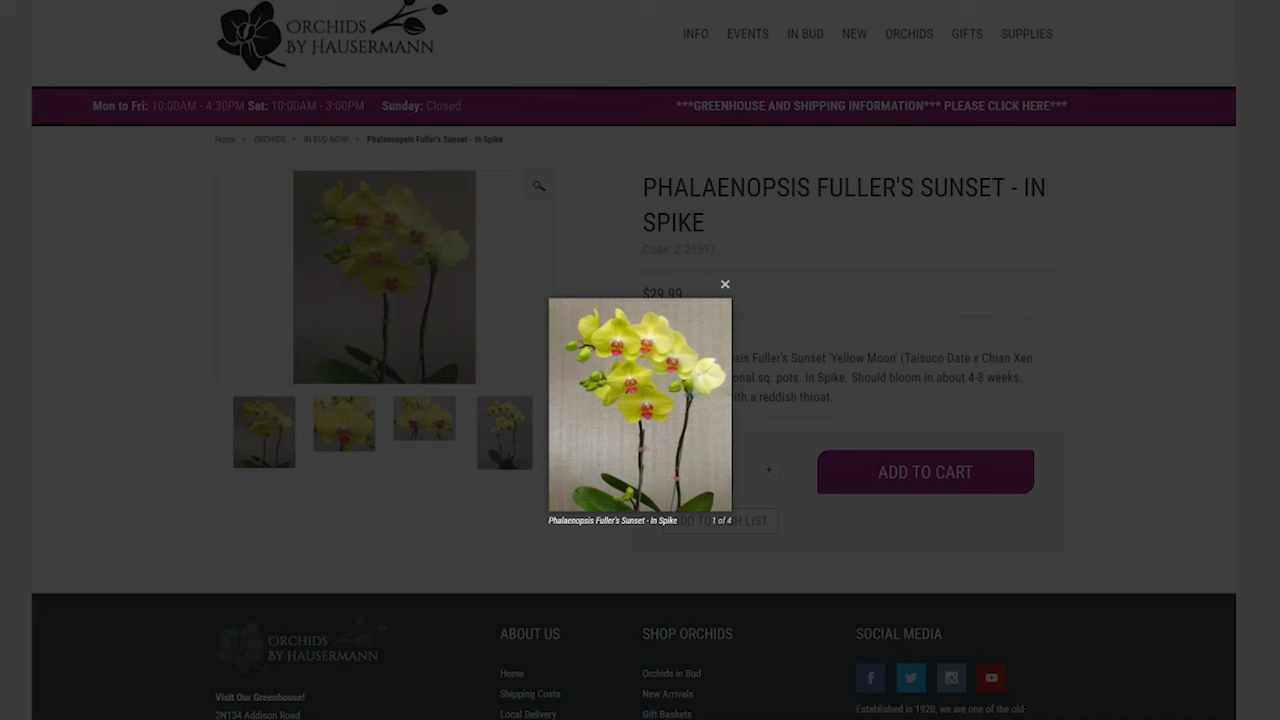 ORCHIDS
BY HAUSERMANN
INFO EVENTS IN BUD NEW ORCHIDS GIFTS SUPPLIES
Mon to Fri: 10:00AM - 4:30PM Sat: 10:00AM - 3:00PM Sunday: Closed
***GREENHOUSE AND SHIPPING INFORMATION*** PLEASE CLICK HERE***
Home > ORCHIDS > IN BUD NOW! > Phalaenopsis Fuller's Sunset - In Spike
PHALAENOPSIS FULLER'S SUNSET - IN
SPIKE
Code: Z-21317
$29.99
Fuller's Sunset 'Yellow Moon' (Taisuco Date x Chian Xen
sq. pots. In Spike. Should bloom in about 4-8 weeks.
with a reddish throat.
+
ADD TO CART
Phalaenopsis Fuller's Sunset - In Spike 1 of 4
LIST
ORCHIDS
BY HAUSERMANN
Visit Our Greenhouse!
2N134 Addison Road
ABOUT US
Home
Shipping Costs
Local Delivery
SHOP ORCHIDS
Orchids in Bud
New Arrivals
Gift Baskets
SOCIAL MEDIA
Established in 1920, we are one of the old-